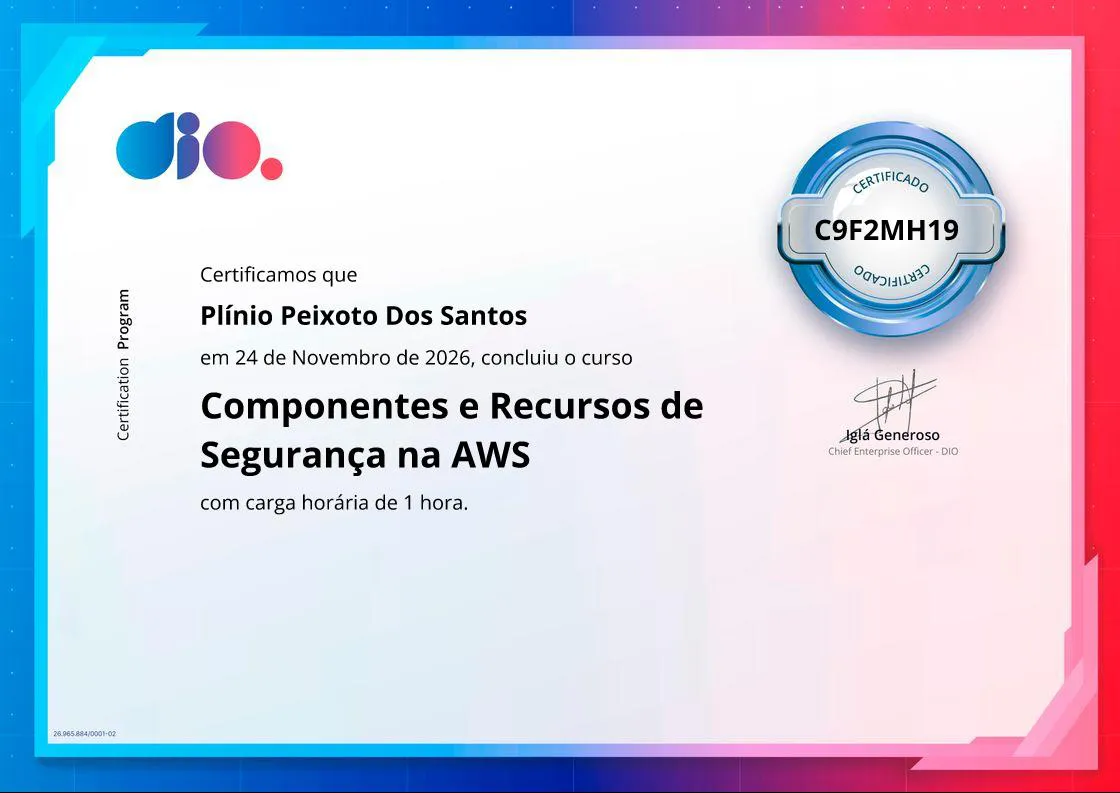 dio.
CERTIFICADO
C9F2MH19
CERTIFICADO
Certificamos que
Plínio Peixoto Dos Santos
em 24 de Novembro de 2026, concluiu o curso
Componentes e Recursos de
Segurança na AWS
com carga horária de 1 hora.
Certification Program
Iglá Generoso
Chief Enterprise Officer - DIO
26.965.884/0001-02